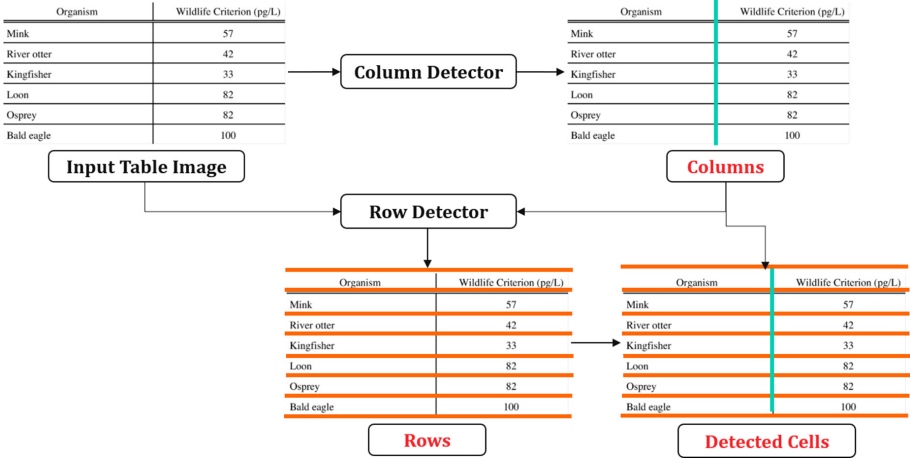 Organism Wildlife Criterion (pg/L)
Mink 57
River otter 42
Kingfisher 33
Loon 82
Osprey 82
Bald eagle 100
Input Table Image
Column Detector
Organism Wildlife Criterion (pg/L)
Mink 57
River otter 42
Kingfisher 33
Loon 82
Osprey 82
Bald eagle 100
Columns
Row Detector
Organism Wildlife Criterion (pg/L)
Mink 57
River otter 42
Kingfisher 33
Loon 82
Osprey 82
Bald eagle 100
Rows
Organism Wildlife Criterion (pg/L)
Mink 57
River otter 42
Kingfisher 33
Loon 82
Osprey 82
Bald eagle 100
Detected Cells